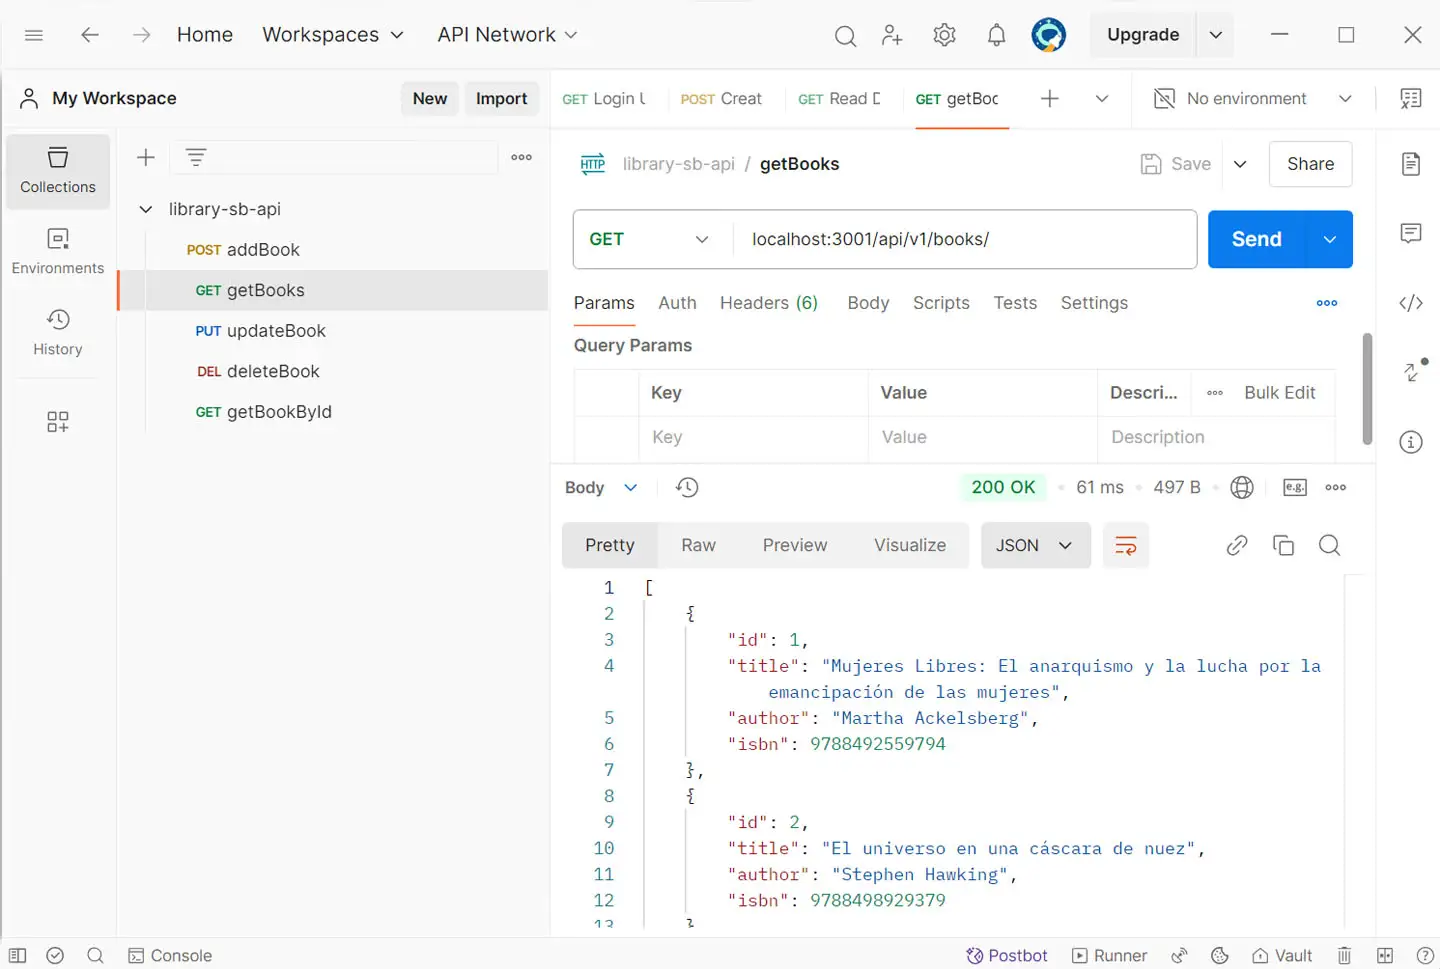 Home Workspaces API Network Upgrade
My Workspace New Import GET Login POST Creat GET Read GET getBoc No environment
Collections
Environments
History
library-sb-api
POST addBook
GET getBooks
PUT updateBook
DEL deleteBook
GET getBookById
HTTP library-sb-api / getBooks Save Share
GET localhost:3001/api/v1/books/ Send
Params Auth Headers (6) Body Scripts Tests Settings
Query Params
Key Value Descri... Bulk Edit
Key Value Description
Body 200 OK 61 ms 497 B e.g.
Pretty Raw Preview Visualize JSON
1 [
2 {
3 "id": 1,
4 "title": "Mujeres Libres: El anarquismo y la lucha por la
emancipación de las mujeres",
5 "author": "Martha Ackelsberg",
6 "isbn": 9788492559794
7 },
8 {
9 "id": 2,
10 "title": "El universo en una cáscara de nuez",
11 "author": "Stephen Hawking",
12 "isbn": 9788498929379
13 }
Console Postbot Runner Vault